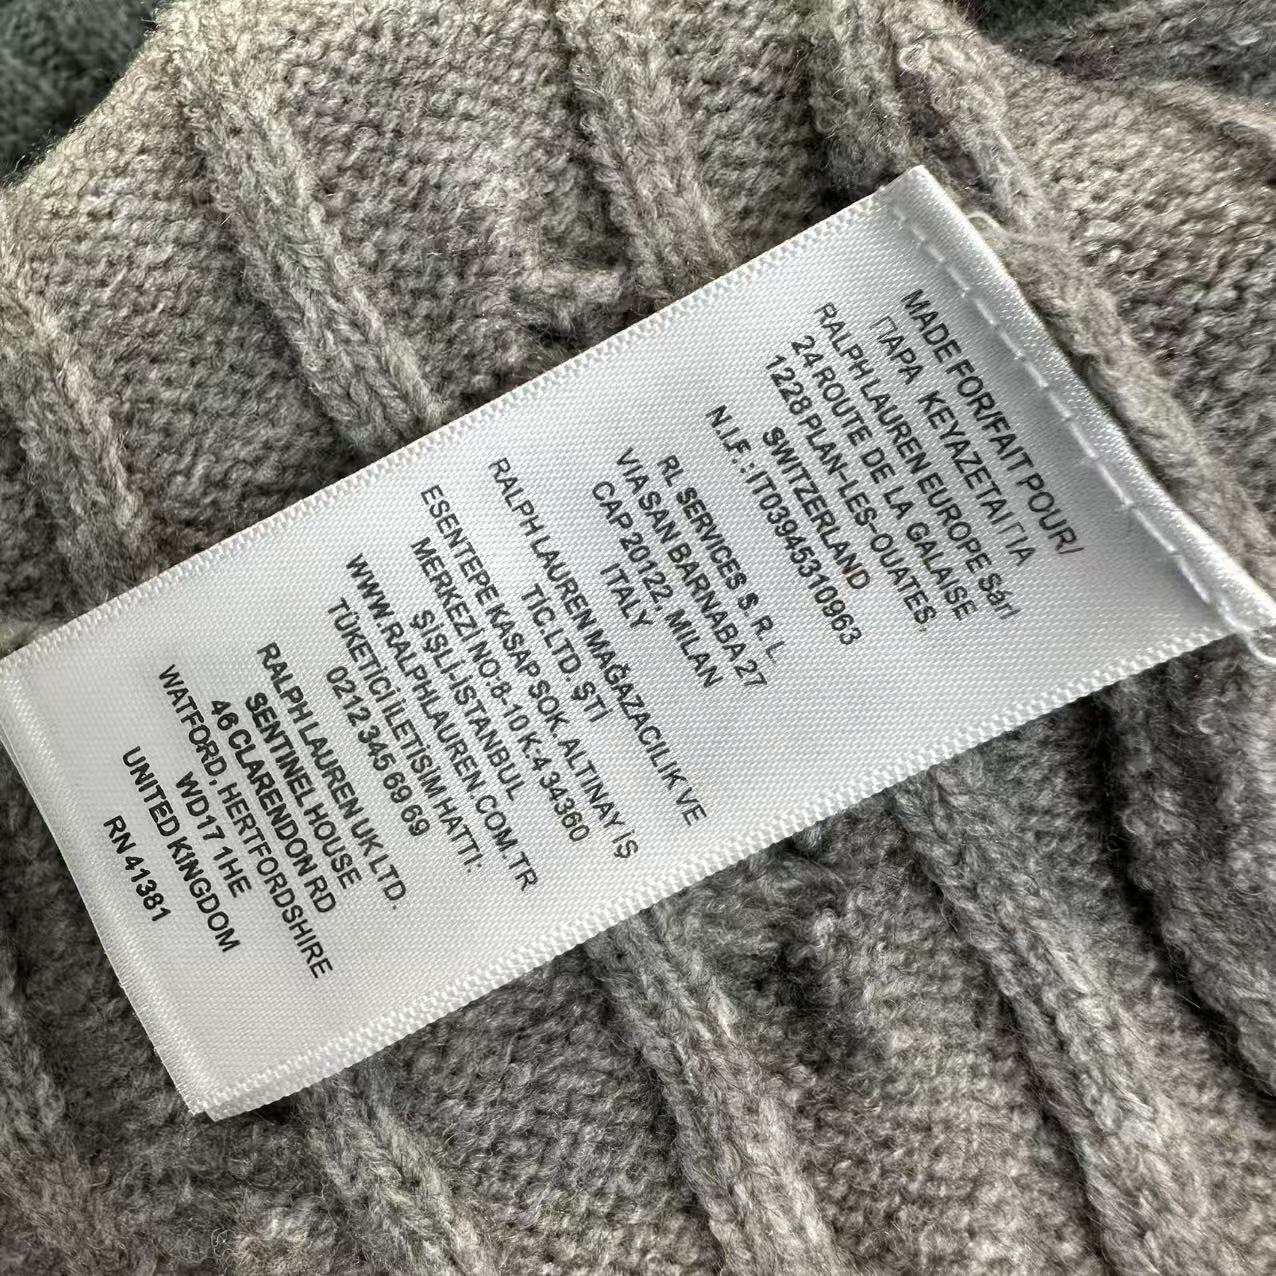 MADE FOR/FAIT POUR/
ΠΑΡΑ ΚΕΥΑΖΕΤΑΙ ΓΙΑ
RALPH LAUREN EUROPE Sárl
24 ROUTE DE LA GALAISE
1228 PLAN-LES-OUATES,
SWITZERLAND
N.I.F. : IT03945310963
RL SERVICES S. R. L
VIA SAN BARNABA 27
CAP 20122, MILAN
ITALY
RALPH LAUREN MAĞAZACILIK VE
TIC.LTD. ŞTI
ESENTEPE KASAP SOK. ALTINAY İŞ
MERKEZİ NO:8-10 K:4 34360
ŞİŞLİ-İSTANBUL
WWW.RALPHLAUREN.COM.TR
TÜKETİCİ İLETİSİM HATTI:
0212 345 69 69
RALPH LAUREN UK LTD.
SENTINEL HOUSE
46 CLARENDON RD
WATFORD, HERTFORDSHIRE
WD17 1HE
UNITED KINGDOM
RN 41381